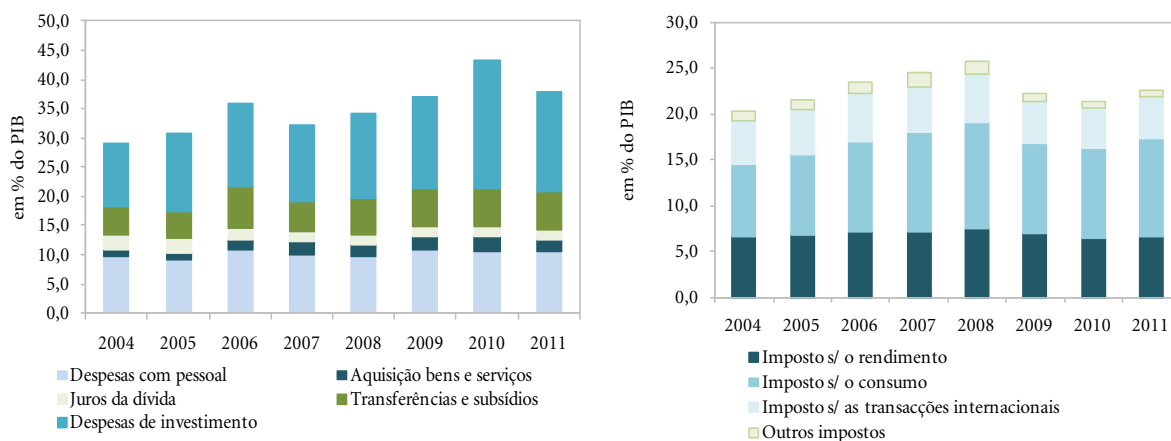 em % do PIB
50,0
45,0
40,0
35,0
30,0
25,0
20,0
15,0
10,0
5,0
0,0
2004 2005 2006 2007 2008 2009 2010 2011
Despesas com pessoal Aquisição bens e serviços
Juros da dívida Transferências e subsídios
Despesas de investimento
em % do PIB
30,0
25,0
20,0
15,0
10,0
5,0
0,0
2004 2005 2006 2007 2008 2009 2010 2011
Imposto s/ o rendimento
Imposto s/ o consumo
Imposto s/ as transacções internacionais
Outros impostos